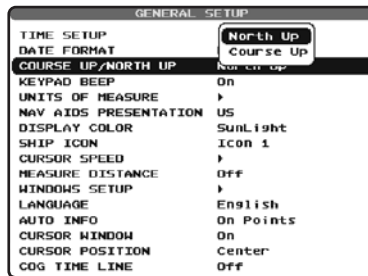 GENERAL SETUP
TIME SETUP
DATE FORMAT
North Up
Course Up
COURSE UP/NORTH UP North Up
KEYPAD BEEP On
UNITS OF MEASURE
NAV AIDS PRESENTATION US
DISPLAY COLOR SunLight
SHIP ICON Icon 1
CURSOR SPEED
MEASURE DISTANCE Off
WINDOWS SETUP
LANGUAGE English
AUTO INFO On Points
CURSOR WINDOW On
CURSOR POSITION Center
COG TIME LINE Off